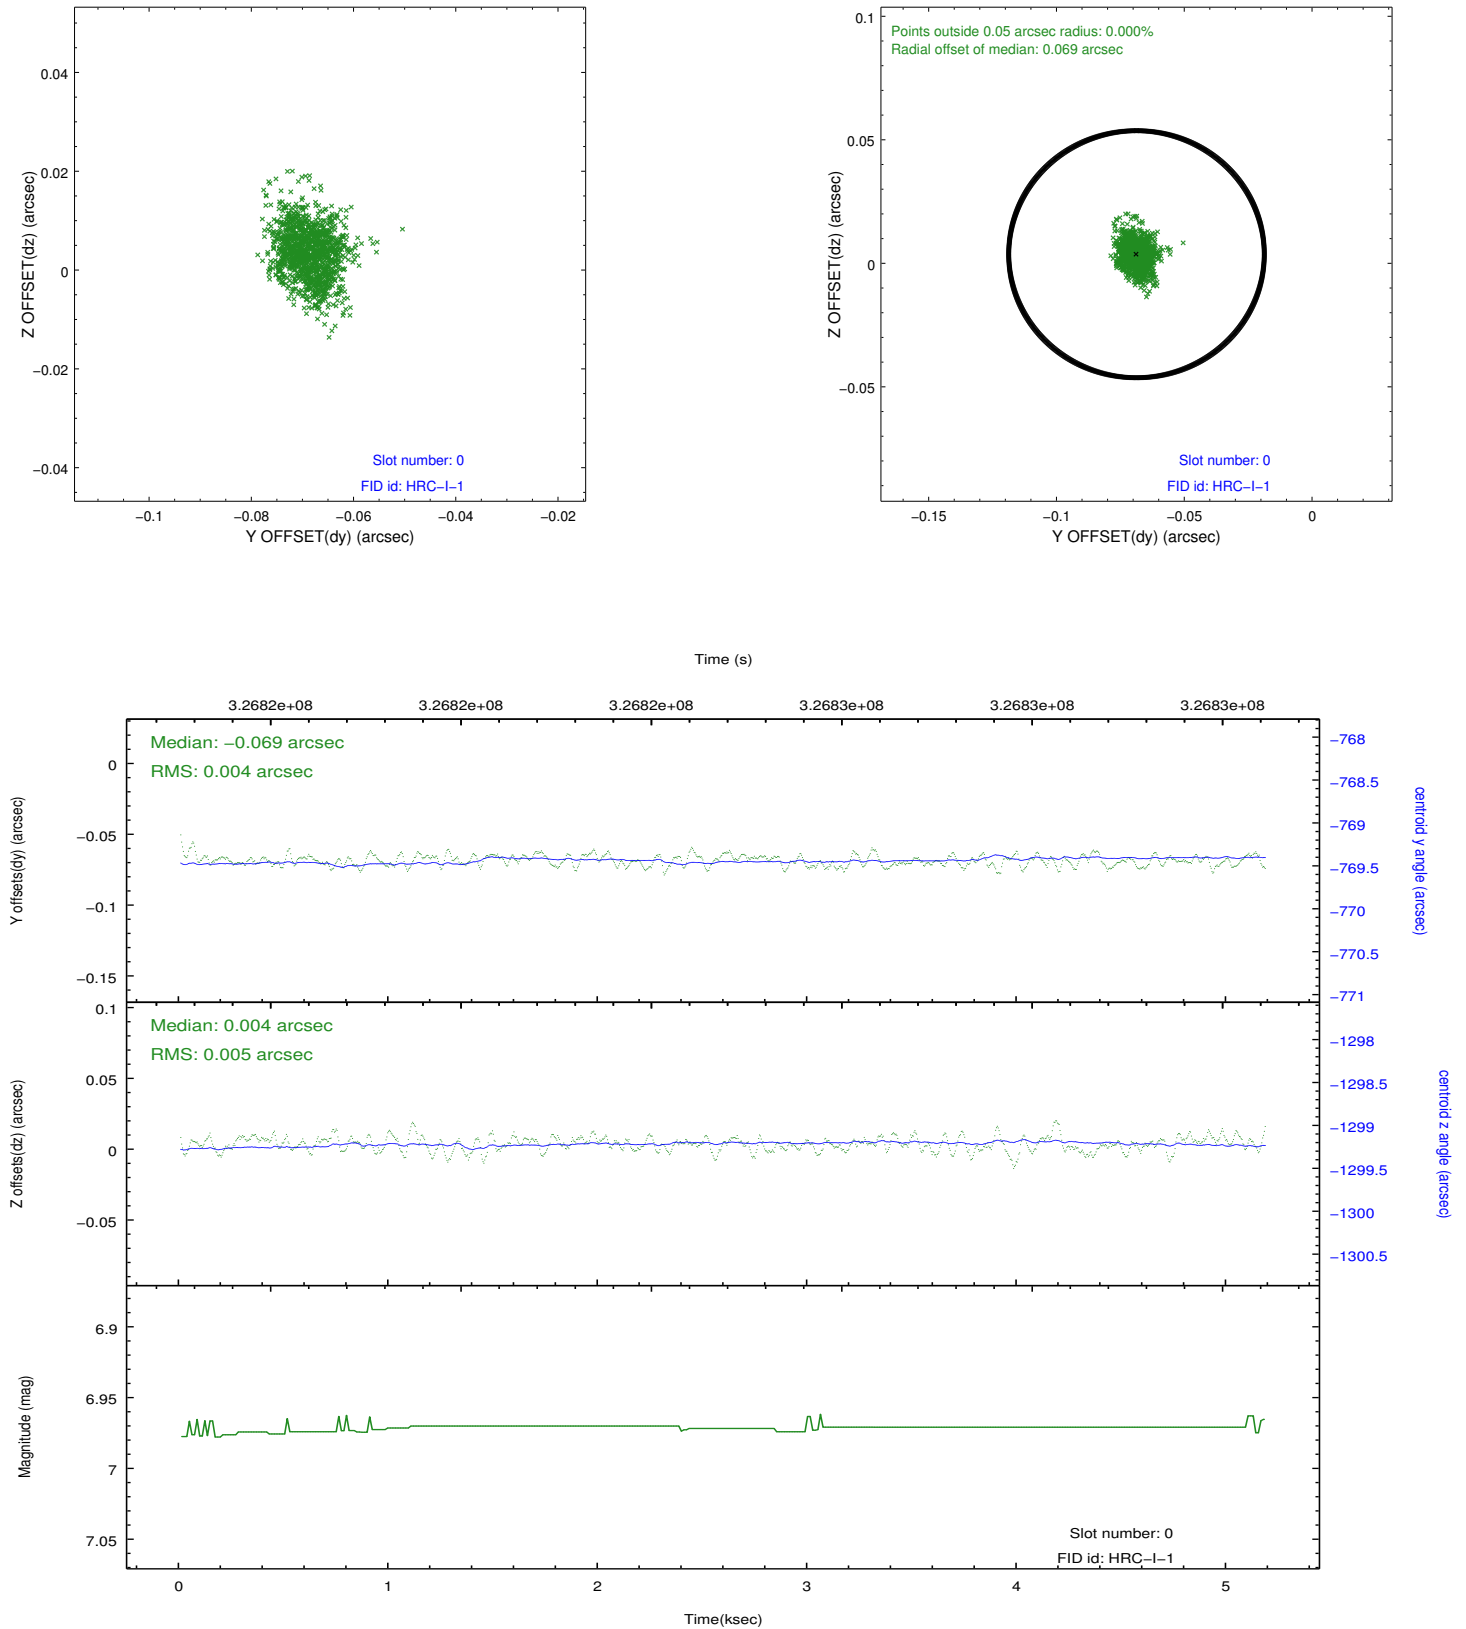 0.04
0.02
0
−0.02
−0.04
Z OFFSET(dz) (arcsec)
Slot number: 0
FID id: HRC−I−1
−0.1
−0.08
−0.06
−0.04
−0.02
Y OFFSET(dy) (arcsec)
Points outside 0.05 arcsec radius: 0.000%
Radial offset of median: 0.069 arcsec
0.1
0.05
0
−0.05
Z OFFSET(dz) (arcsec)
Slot number: 0
FID id: HRC−I−1
−0.15
−0.1
−0.05
0
Y OFFSET(dy) (arcsec)
Time (s)
3.2682e+08
3.2682e+08
3.2682e+08
3.2683e+08
3.2683e+08
3.2683e+08
Median: −0.069 arcsec
RMS: 0.004 arcsec
0
−0.05
−0.1
−0.15
Y offsets(dy) (arcsec)
−768
−768.5
−769
−769.5
−770
−770.5
−771
centroid y angle (arcsec)
Median: 0.004 arcsec
RMS: 0.005 arcsec
0.1
0.05
0
−0.05
Z offsets(dz) (arcsec)
−1298
−1298.5
−1299
−1299.5
−1300
−1300.5
centroid z angle (arcsec)
6.9
6.95
7
7.05
Magnitude (mag)
Slot number: 0
FID id: HRC−I−1
0
1
2
3
4
5
Time(ksec)